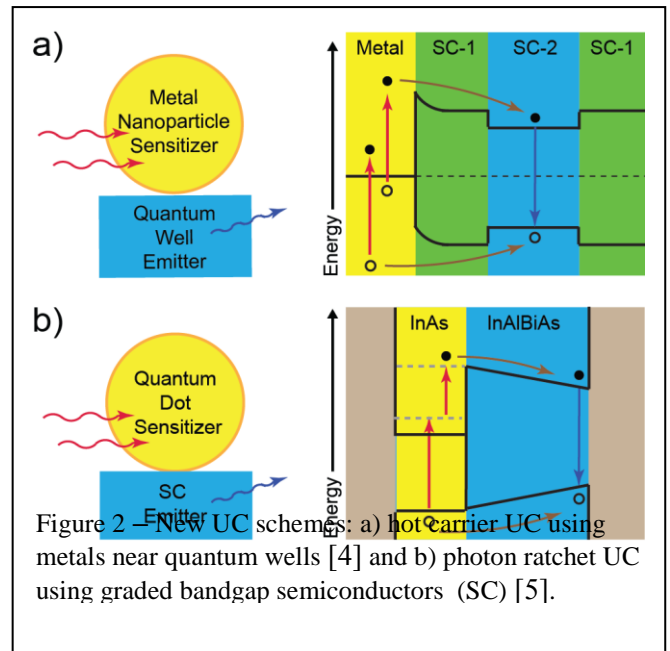 a)
Metal
Nanoparticle
Sensitizer
Quantum
Well
Emitter
Energy
Metal SC-1 SC-2 SC-1
b)
Quantum
Dot
Sensitizer
SC
Emitter
Energy
InAs InAlBiAs
Figure 2 – New UC schemes: a) hot carrier UC using
metals near quantum wells [4] and b) photon ratchet UC
using graded bandgap semiconductors (SC) [5].